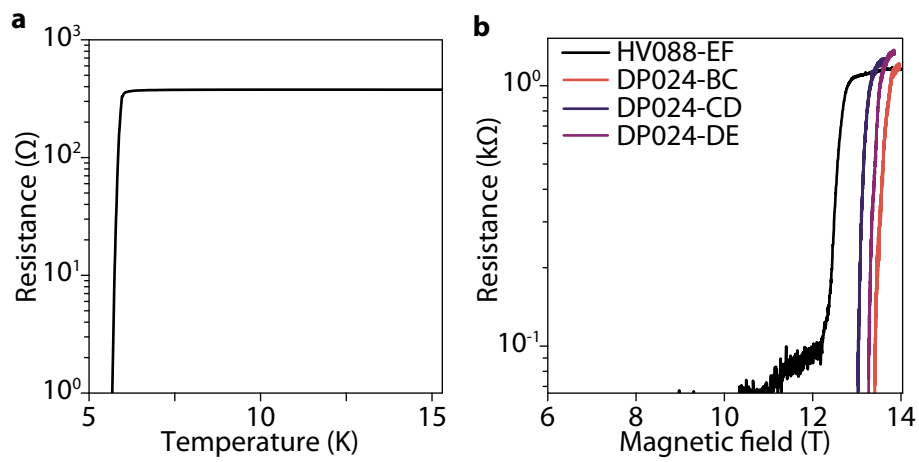 a
10³
10²
10¹
10⁰
Resistance (Ω)
5
10
15
Temperature (K)
b
HV088-EF
DP024-BC
DP024-CD
DP024-DE
10⁰
10⁻¹
Resistance (kΩ)
6
8
10
12
14
Magnetic field (T)